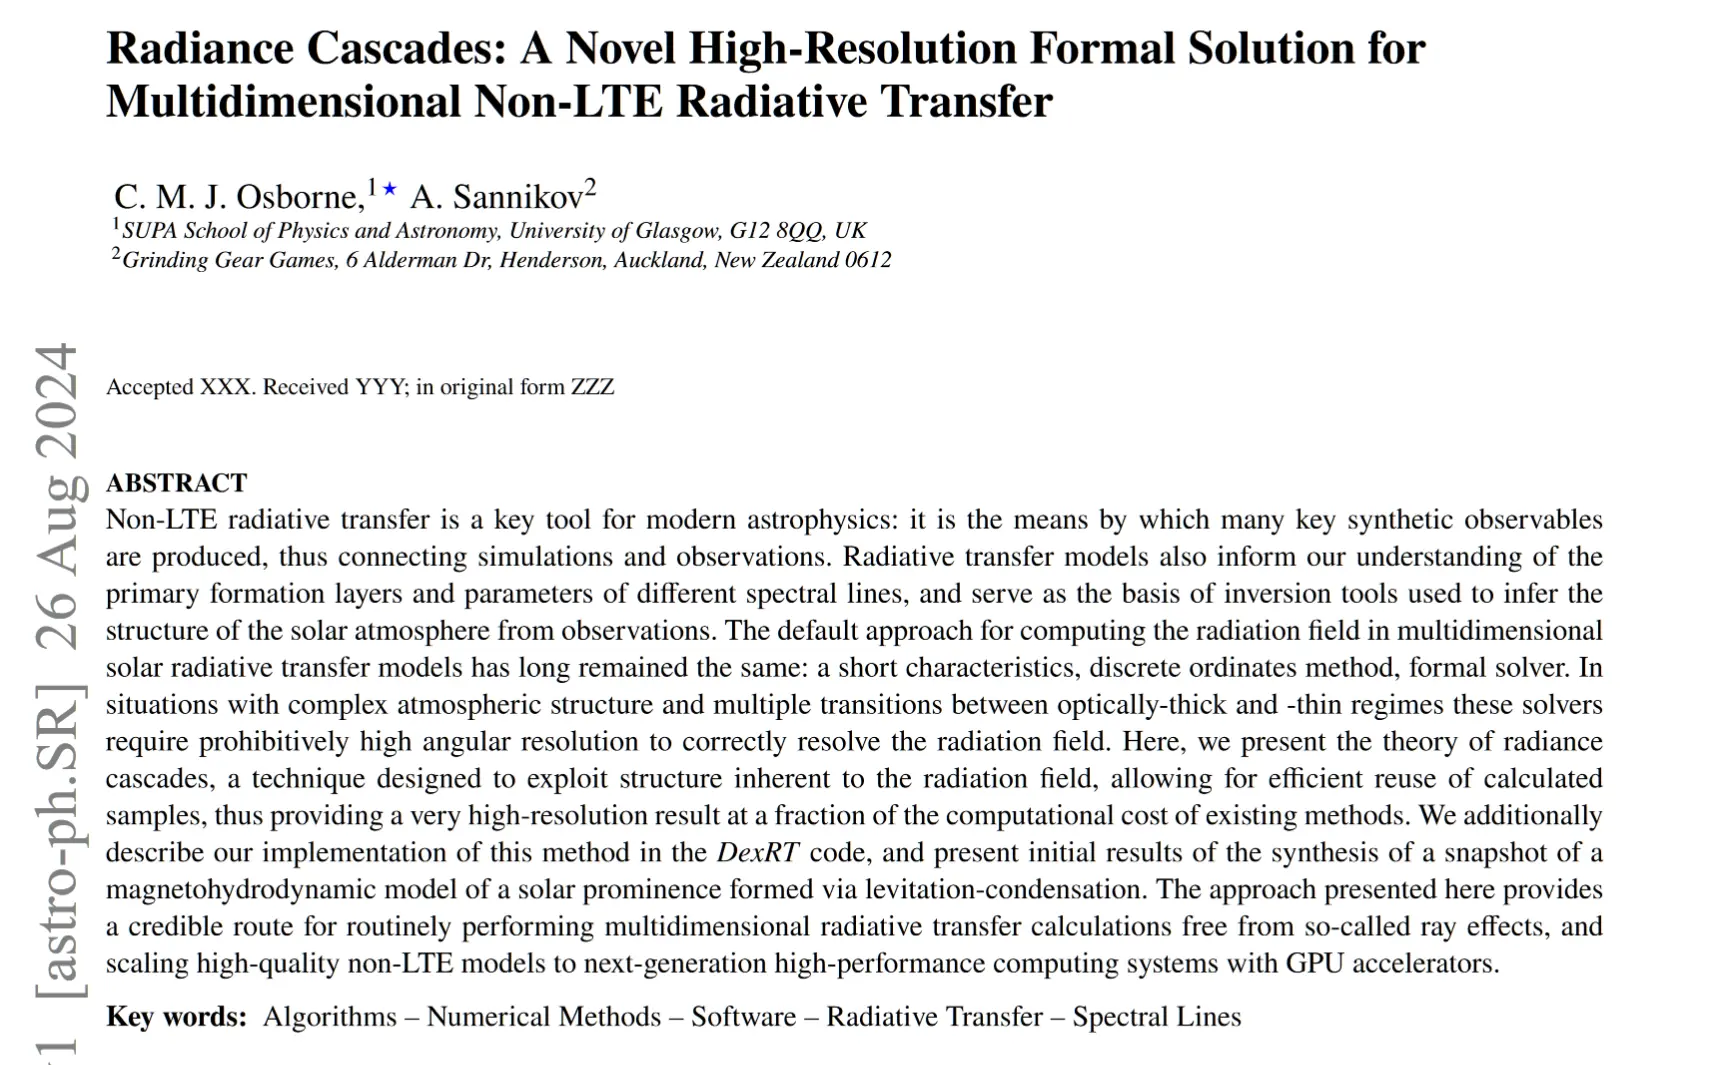 Radiance Cascades: A Novel High-Resolution Formal Solution for
Multidimensional Non-LTE Radiative Transfer
C. M. J. Osborne,1★ A. Sannikov2
1SUPA School of Physics and Astronomy, University of Glasgow, G12 8QQ, UK
2Grinding Gear Games, 6 Alderman Dr, Henderson, Auckland, New Zealand 0612
Accepted XXX. Received YYY; in original form ZZZ
ABSTRACT
Non-LTE radiative transfer is a key tool for modern astrophysics: it is the means by which many key synthetic observables
are produced, thus connecting simulations and observations. Radiative transfer models also inform our understanding of the
primary formation layers and parameters of different spectral lines, and serve as the basis of inversion tools used to infer the
structure of the solar atmosphere from observations. The default approach for computing the radiation field in multidimensional
solar radiative transfer models has long remained the same: a short characteristics, discrete ordinates method, formal solver. In
situations with complex atmospheric structure and multiple transitions between optically-thick and -thin regimes these solvers
require prohibitively high angular resolution to correctly resolve the radiation field. Here, we present the theory of radiance
cascades, a technique designed to exploit structure inherent to the radiation field, allowing for efficient reuse of calculated
samples, thus providing a very high-resolution result at a fraction of the computational cost of existing methods. We additionally
describe our implementation of this method in the DexRT code, and present initial results of the synthesis of a snapshot of a
magnetohydrodynamic model of a solar prominence formed via levitation-condensation. The approach presented here provides
a credible route for routinely performing multidimensional radiative transfer calculations free from so-called ray effects, and
scaling high-quality non-LTE models to next-generation high-performance computing systems with GPU accelerators.
Key words: Algorithms – Numerical Methods – Software – Radiative Transfer – Spectral Lines
1 [astro-ph.SR] 26 Aug 2024